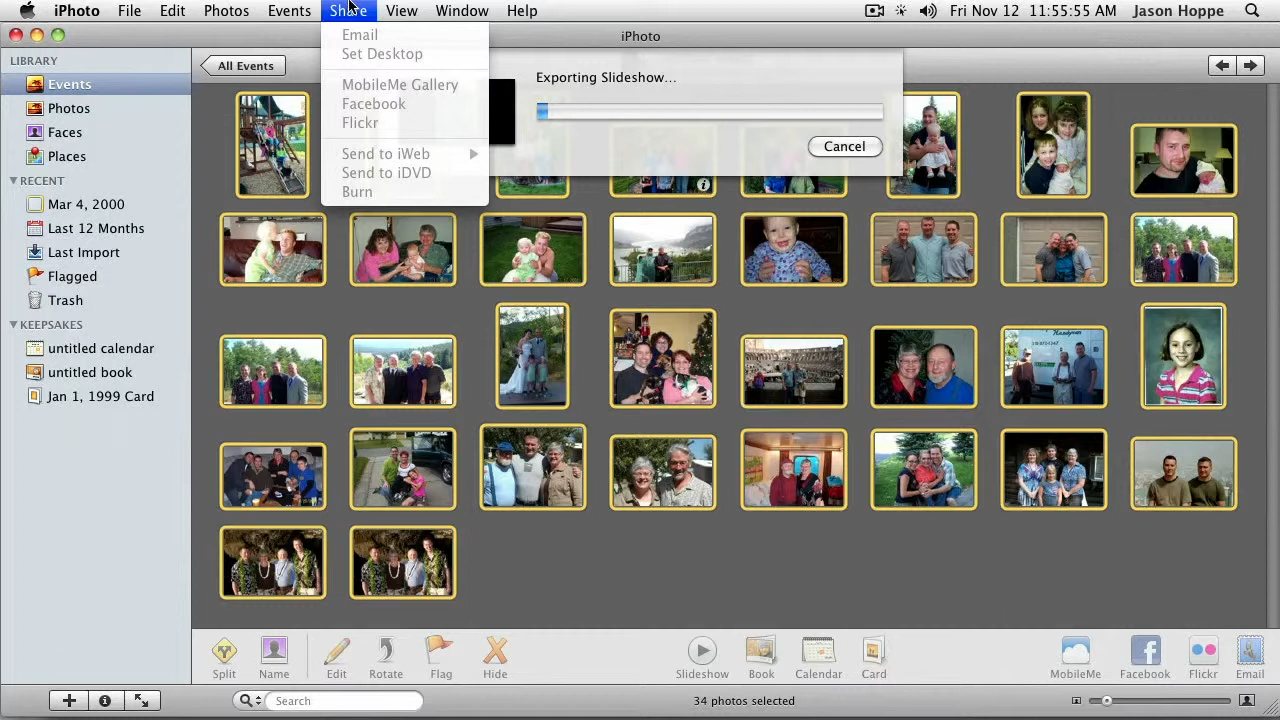 iPhoto File Edit Photos Events Share View Window Help Fri Nov 12 11:55:55 AM Jason Hoppe
iPhoto
LIBRARY
Events
Photos
Faces
Places
RECENT
Mar 4, 2000
Last 12 Months
Last Import
Flagged
Trash
KEEPSAKES
untitled calendar
untitled book
Jan 1, 1999 Card
All Events
Email
Set Desktop
MobileMe Gallery
Facebook
Flickr
Send to iWeb
Send to iDVD
Burn
Exporting Slideshow...
Cancel
Split Name Edit Rotate Flag Hide Slideshow Book Calendar Card MobileMe Facebook Flickr Email
Search
34 photos selected